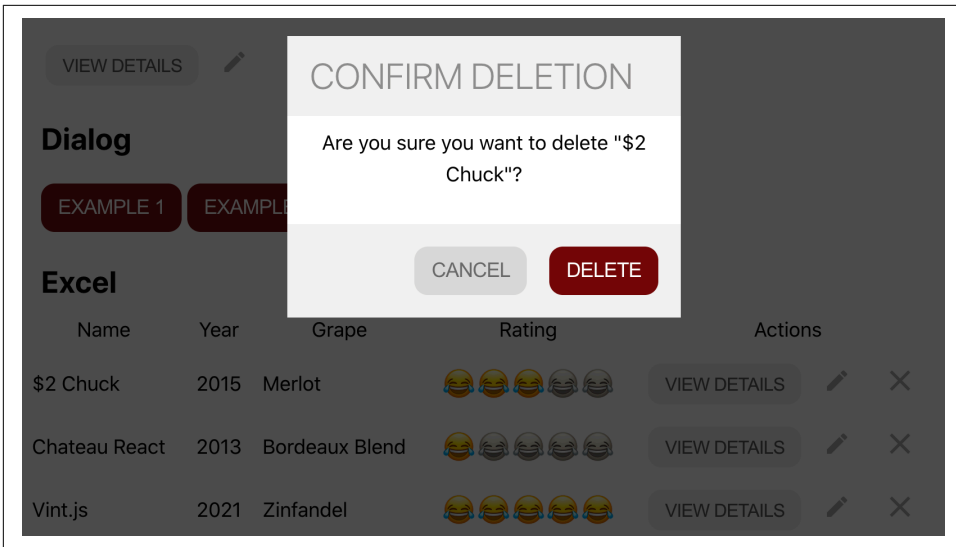 VIEW DETAILS
CONFIRM DELETION
Are you sure you want to delete "$2
Chuck"?
CANCEL DELETE
Dialog
EXAMPLE 1 EXAMPLE
Excel
Name Year Grape Rating Actions
$2 Chuck 2015 Merlot VIEW DETAILS
Chateau React 2013 Bordeaux Blend VIEW DETAILS
Vint.js 2021 Zinfandel VIEW DETAILS